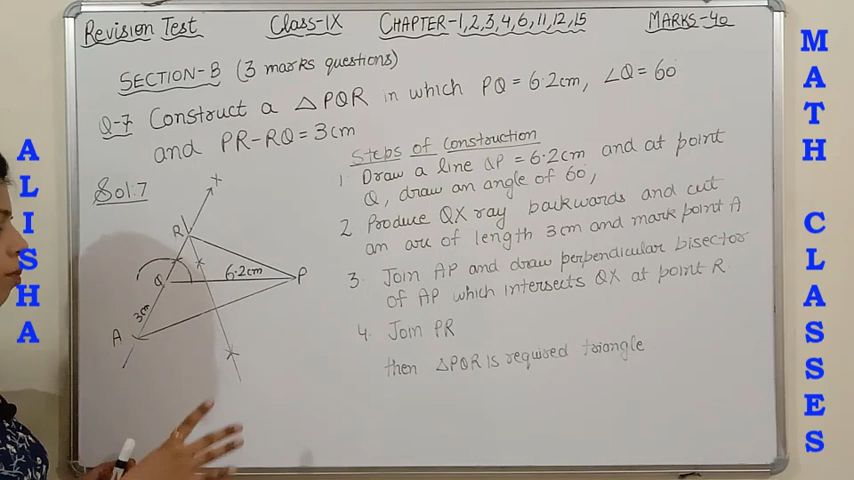 Revision Test Class-IX CHAPTER-1,2,3,4,6,11,12,15 MARKS-40
SECTION-B (3 marks questions)
Q-7 Construct a △PQR in which PQ = 6.2cm, ∠Q = 60°
and PR-RQ = 3cm
Sol.7
Steps of construction
1. Draw a line QP = 6.2cm and at point
Q, draw an angle of 60°,
2 Produce QX ray backwards and cut
an arc of length 3cm and mark point A
3. Join AP and draw perpendicular bisector
of AP which intersects QX at point R
4. Join PR
then △PQR is required triangle
X
R
6.2cm
Q
P
3cm
A
ALISHA
MATH CLASSES